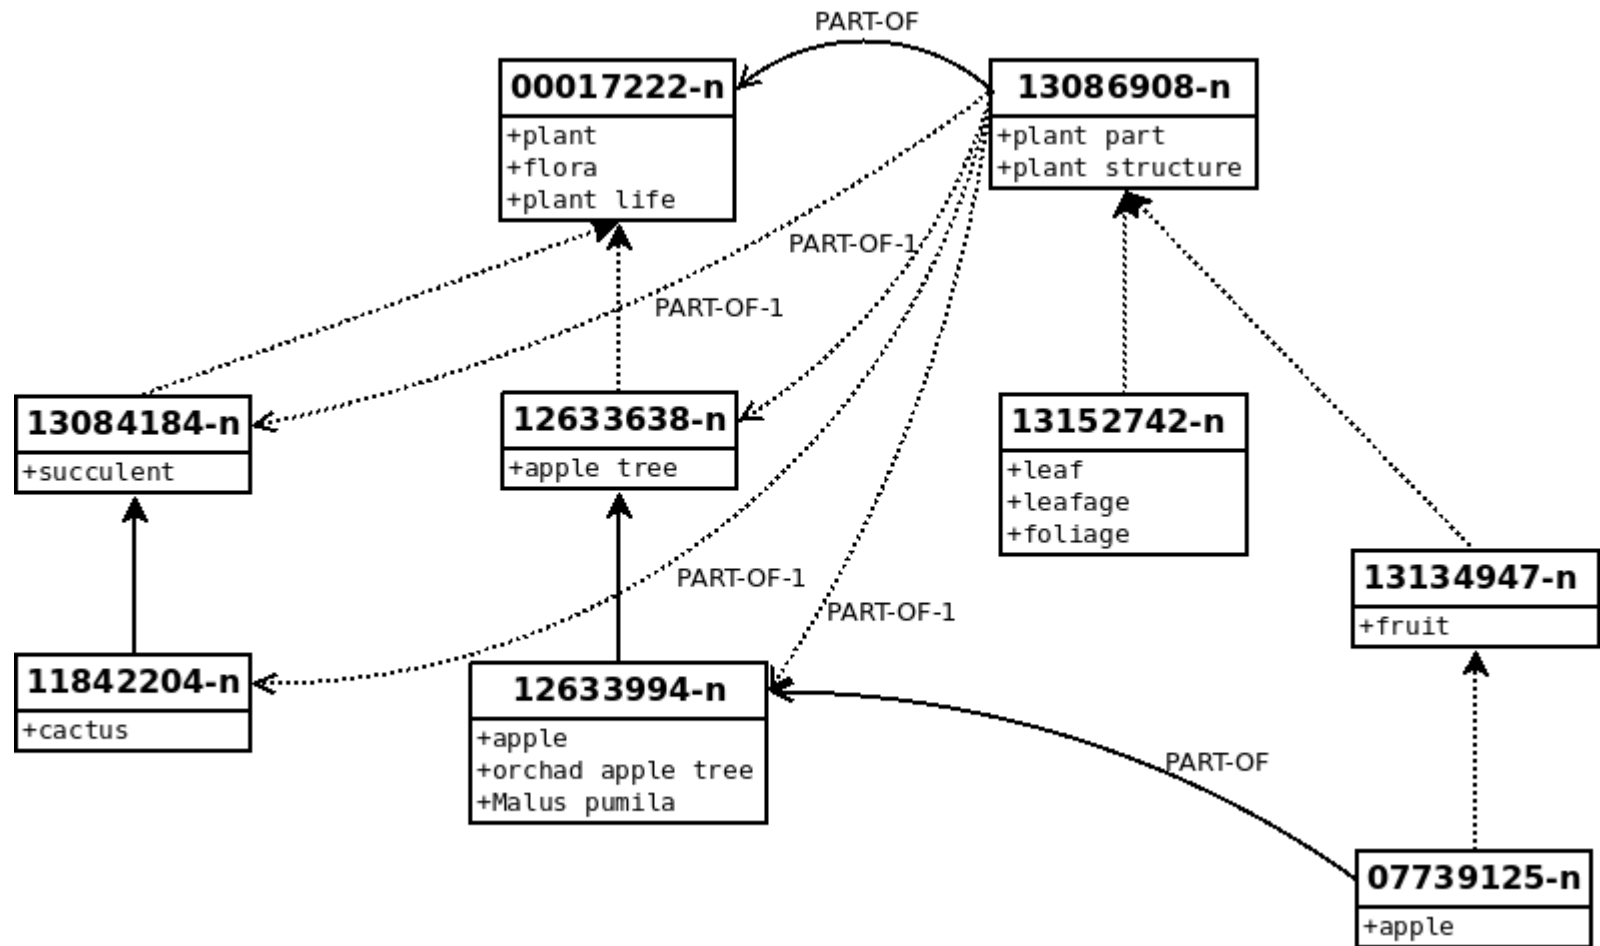 PART-OF
00017222-n
+plant
+flora
+plant life
13086908-n
+plant part
+plant structure
PART-OF-1
PART-OF-1
13084184-n
+succulent
12633638-n
+apple tree
13152742-n
+leaf
+leafage
+foliage
13134947-n
+fruit
PART-OF-1
PART-OF-1
11842204-n
+cactus
12633994-n
+apple
+orchad apple tree
+Malus pumila
PART-OF
07739125-n
+apple